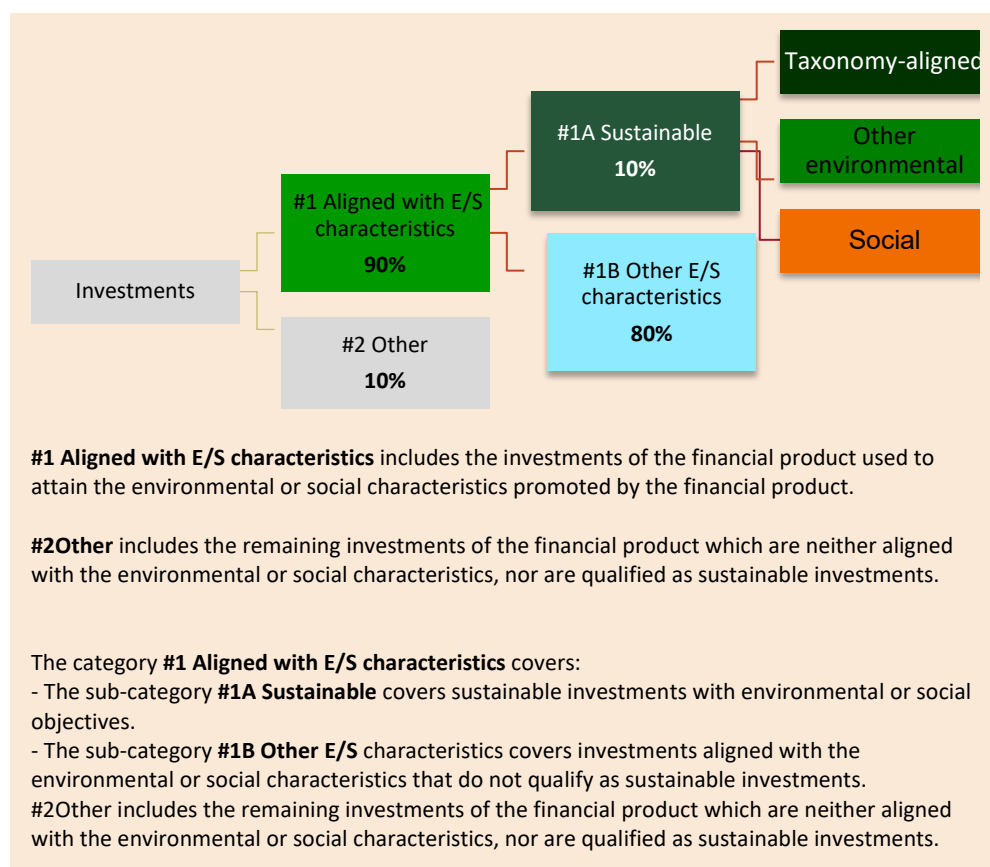 Taxonomy-aligned
#1A Sustainable
10%
Other
environmental
#1 Aligned with E/S
characteristics
90%
Social
#1B Other E/S
characteristics
80%
Investments
#2 Other
10%
#1 Aligned with E/S characteristics includes the investments of the financial product used to
attain the environmental or social characteristics promoted by the financial product.
#2Other includes the remaining investments of the financial product which are neither aligned
with the environmental or social characteristics, nor are qualified as sustainable investments.
The category #1 Aligned with E/S characteristics covers:
- The sub-category #1A Sustainable covers sustainable investments with environmental or social
objectives.
- The sub-category #1B Other E/S characteristics covers investments aligned with the
environmental or social characteristics that do not qualify as sustainable investments.
#2Other includes the remaining investments of the financial product which are neither aligned
with the environmental or social characteristics, nor are qualified as sustainable investments.